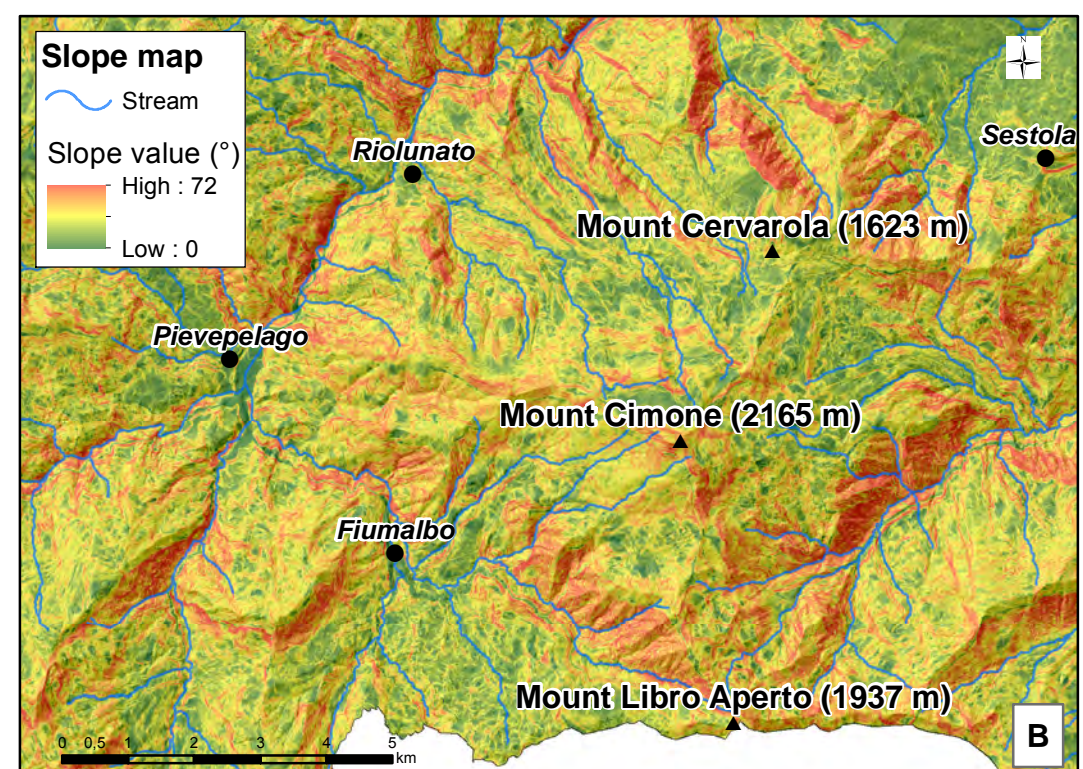 Slope map
Stream
Slope value (°)
High : 72
Low : 0
N
Riolunato
Sestola
Mount Cervarola (1623 m)
Pievepelago
Mount Cimone (2165 m)
Fiumalbo
Mount Libro Aperto (1937 m)
B
0 0,5 1 2 3 4 5
km